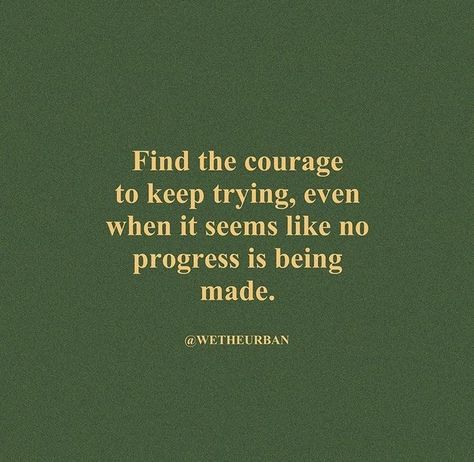 Find the courage
to keep trying, even
when it seems like no
progress is being
made.
@WETHEURBAN